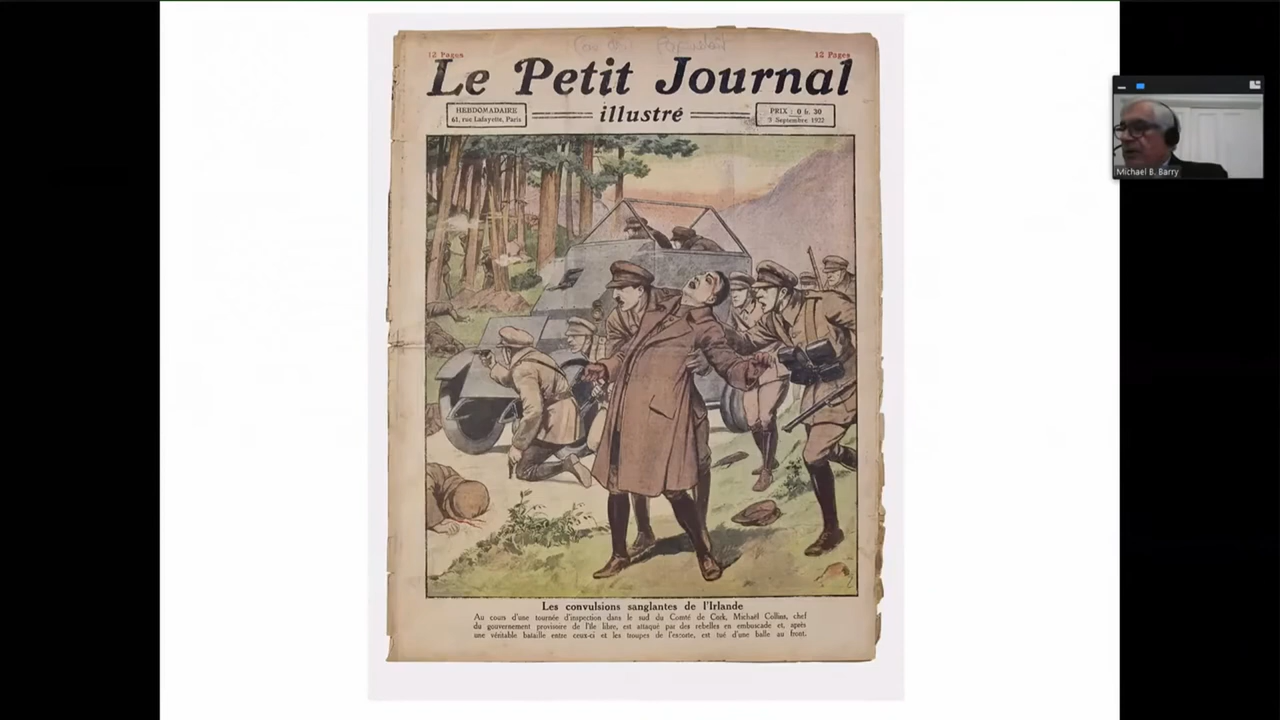 12 Pages
12 Pages
Le Petit Journal
HEBDOMADAIRE
61, rue Lafayette, Paris
illustré
PRIX : 0 fr. 30
3 Septembre 1922
Les convulsions sanglantes de l'Irlande
Au cours d'une tournée d'inspection dans le sud du Comté de Cork, Michaël Collins, chef
du gouvernement provisoire de l'île libre, est attaqué par des rebelles en embuscade et, après
une véritable bataille entre ceux-ci et les troupes de l'escorte, est tué d'une balle au front.
Michael B. Barry